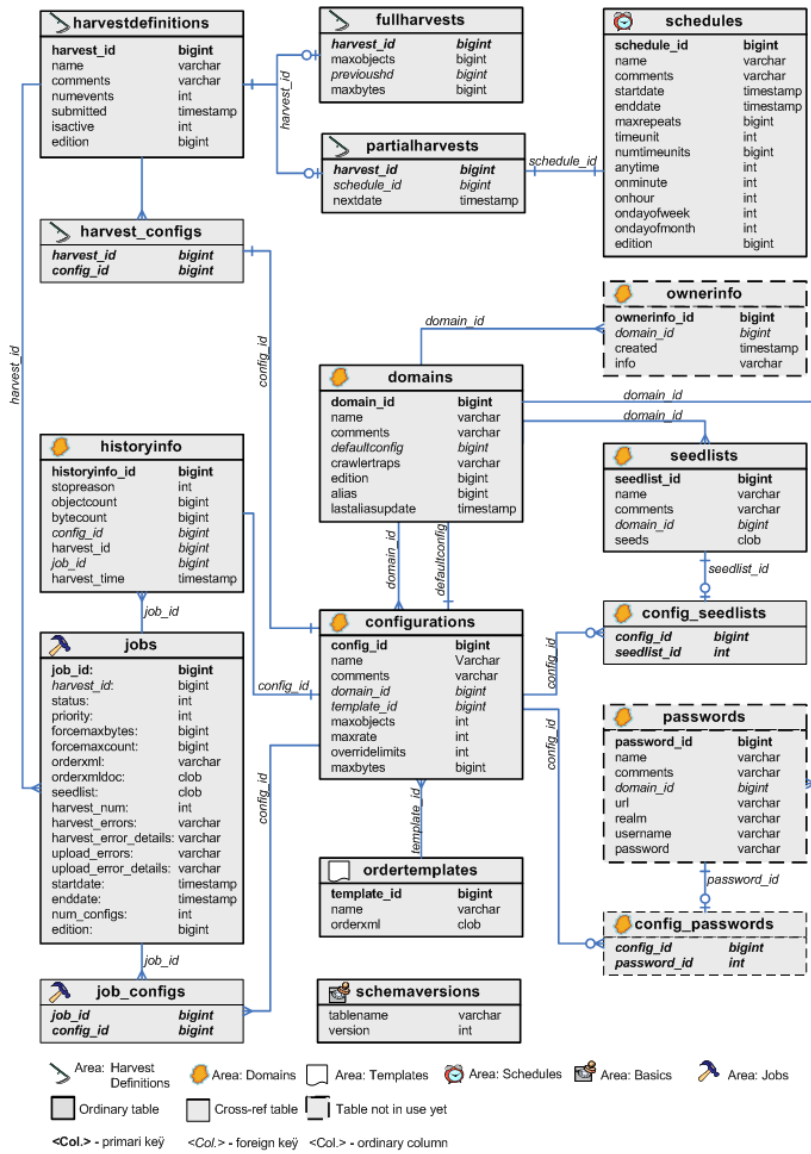 harvestdefinitions
harvest_id bigint
name varchar
comments varchar
numevents int
submitted timestamp
isactive int
edition bigint
fullharvests
harvest_id bigint
maxobjects bigint
previoushd bigint
maxbytes bigint
harvest_id
partialharvests
harvest_id bigint
schedule_id bigint
nextdate timestamp
schedule_id
schedules
schedule_id bigint
name varchar
comments varchar
startdate timestamp
enddate timestamp
maxrepeats bigint
timeunit int
numtimeunits bigint
anytime int
onminute int
onhour int
ondayofweek int
ondayofmonth int
edition bigint
harvest_configs
harvest_id bigint
config_id bigint
harvest_id
config_id
domain_id
ownerinfo
ownerinfo_id bigint
domain_id bigint
created timestamp
info varchar
domains
domain_id bigint
name varchar
comments varchar
defaultconfig bigint
crawlertraps varchar
edition bigint
alias bigint
lastaliasupdate timestamp
domain_id
domain_id
historyinfo
historyinfo_id bigint
stopreason int
objectcount bigint
bytecount bigint
config_id bigint
harvest_id bigint
job_id bigint
harvest_time timestamp
seedlists
seedlist_id bigint
name varchar
comments varchar
domain_id bigint
seeds clob
domain_id
defaultconfig
seedlist_id
job_id
config_seedlists
config_id bigint
seedlist_id int
configurations
config_id bigint
name Varchar
comments varchar
domain_id bigint
template_id bigint
maxobjects int
maxrate int
overridelimits int
maxbytes bigint
config_id
config_id
config_id
config_id
jobs
job_id: bigint
harvest_id: bigint
status: int
priority: int
forcemaxbytes: bigint
forcemaxcount: bigint
orderxml: varchar
orderxmldoc: clob
seedlist: clob
harvest_num: int
harvest_errors: varchar
harvest_error_details: varchar
upload_errors: varchar
upload_error_details: varchar
startdate: timestamp
enddate: timestamp
num_configs: int
edition: bigint
passwords
password_id bigint
name varchar
comments varchar
domain_id bigint
url varchar
realm varchar
username varchar
password varchar
template_id
ordertemplates
template_id bigint
name varchar
orderxml clob
password_id
config_passwords
config_id bigint
password_id int
job_id
job_configs
job_id bigint
config_id bigint
schemaversions
tablename varchar
version int
Area: Harvest Definitions
Area: Domains
Area: Templates
Area: Schedules
Area: Basics
Area: Jobs
Ordinary table
Cross-ref table
Table not in use yet
<Col.> - primari keÿ <Col.> - foreign keÿ <Col.> - ordinary column